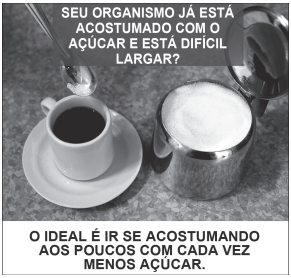 SEU ORGANISMO JÁ ESTÁ
ACOSTUMADO COM O
AÇÚCAR E ESTÁ DIFÍCIL
LARGAR?
O IDEAL É IR SE ACOSTUMANDO
AOS POUCOS COM CADA VEZ
MENOS AÇÚCAR.